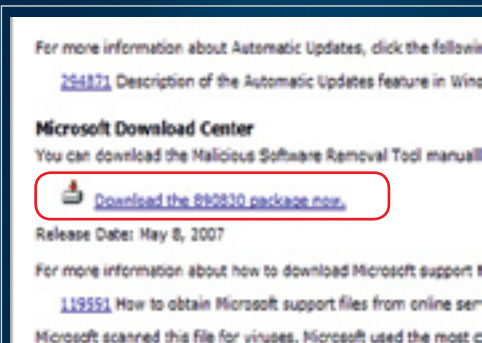 For more information about Automatic Updates, click the followin
294871 Description of the Automatic Updates feature in Wind
Microsoft Download Center
You can download the Malicious Software Removal Tool manuall
Download the 890830 package now.
Release Date: May 8, 2007
For more information about how to download Microsoft support f
119591 How to obtain Microsoft support files from online ser
Microsoft scanned this file for viruses. Microsoft used the most c